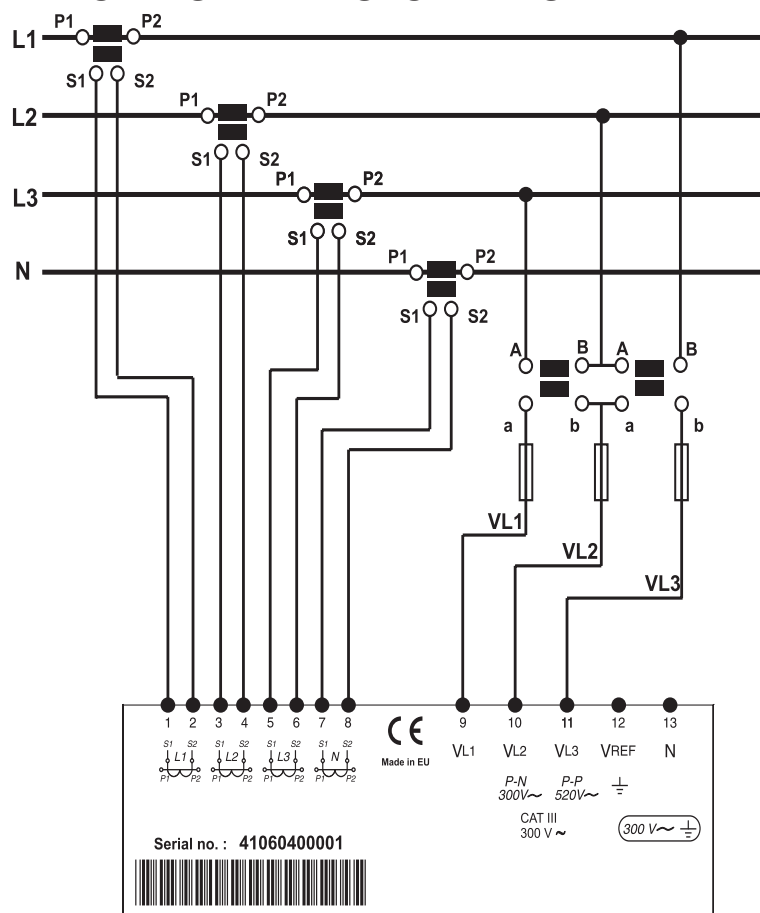 L1 P1 P2
S1 S2
L2 P1 P2
S1 S2
L3 P1 P2
S1 S2
N P1 P2
S1 S2
A B A B
a b a b
VL1
VL2
VL3
1 2 3 4 5 6 7 8 9 10 11 12 13
S1 S2 S1 S2 S1 S2 S1 S2
L1 L2 L3 N
P1 P2 P1 P2 P1 P2 P1 P2
CE
Made in EU
VL1 VL2 VL3 VREF N
P-N P-P
300V~ 520V~
CAT III
300 V ~
300 V~
Serial no. : 41060400001